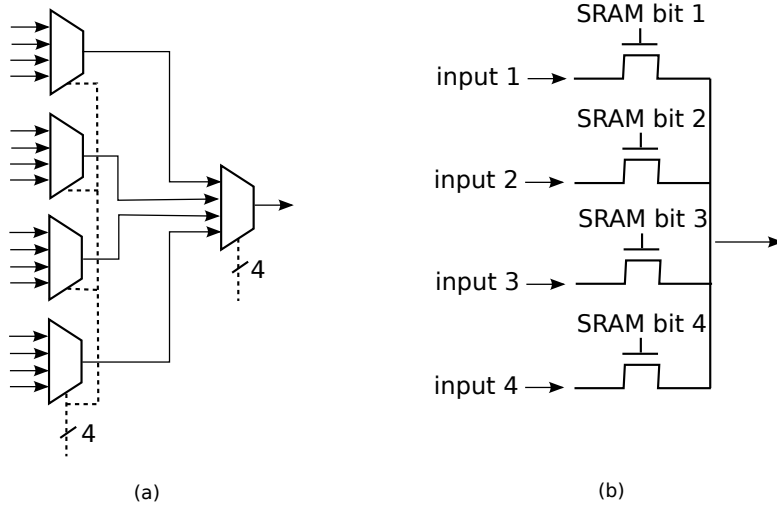 4
4
(a)
SRAM bit 1
input 1
SRAM bit 2
input 2
SRAM bit 3
input 3
SRAM bit 4
input 4
(b)